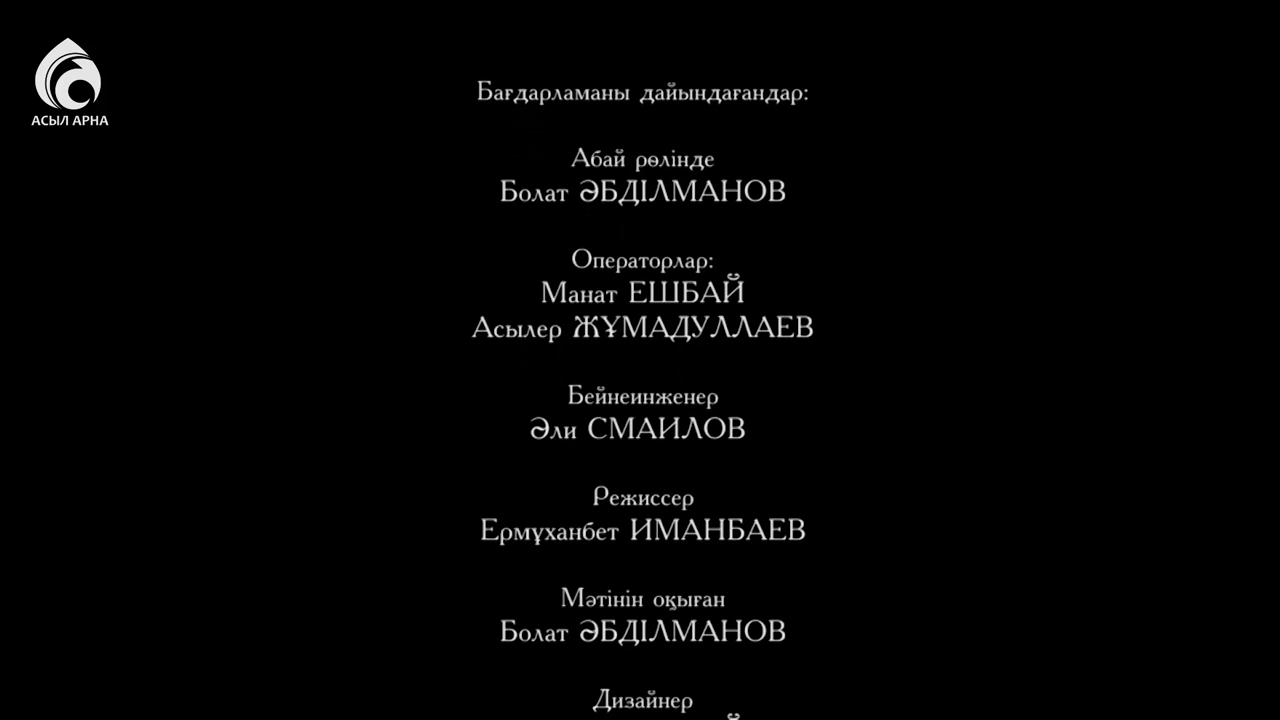 АСЫЛ АРНА
Бағдарламаны дайындағандар:
Абай рөлінде
Болат ӘБДІЛМАНОВ
Операторлар:
Манат ЕШБАЙ
Асылер ЖҰМАДУЛЛАЕВ
Бейнеинженер
Әли СМАИЛОВ
Режиссер
Ермұханбет ИМАНБАЕВ
Мәтінін оқыған
Болат ӘБДІЛМАНОВ
Дизайнер